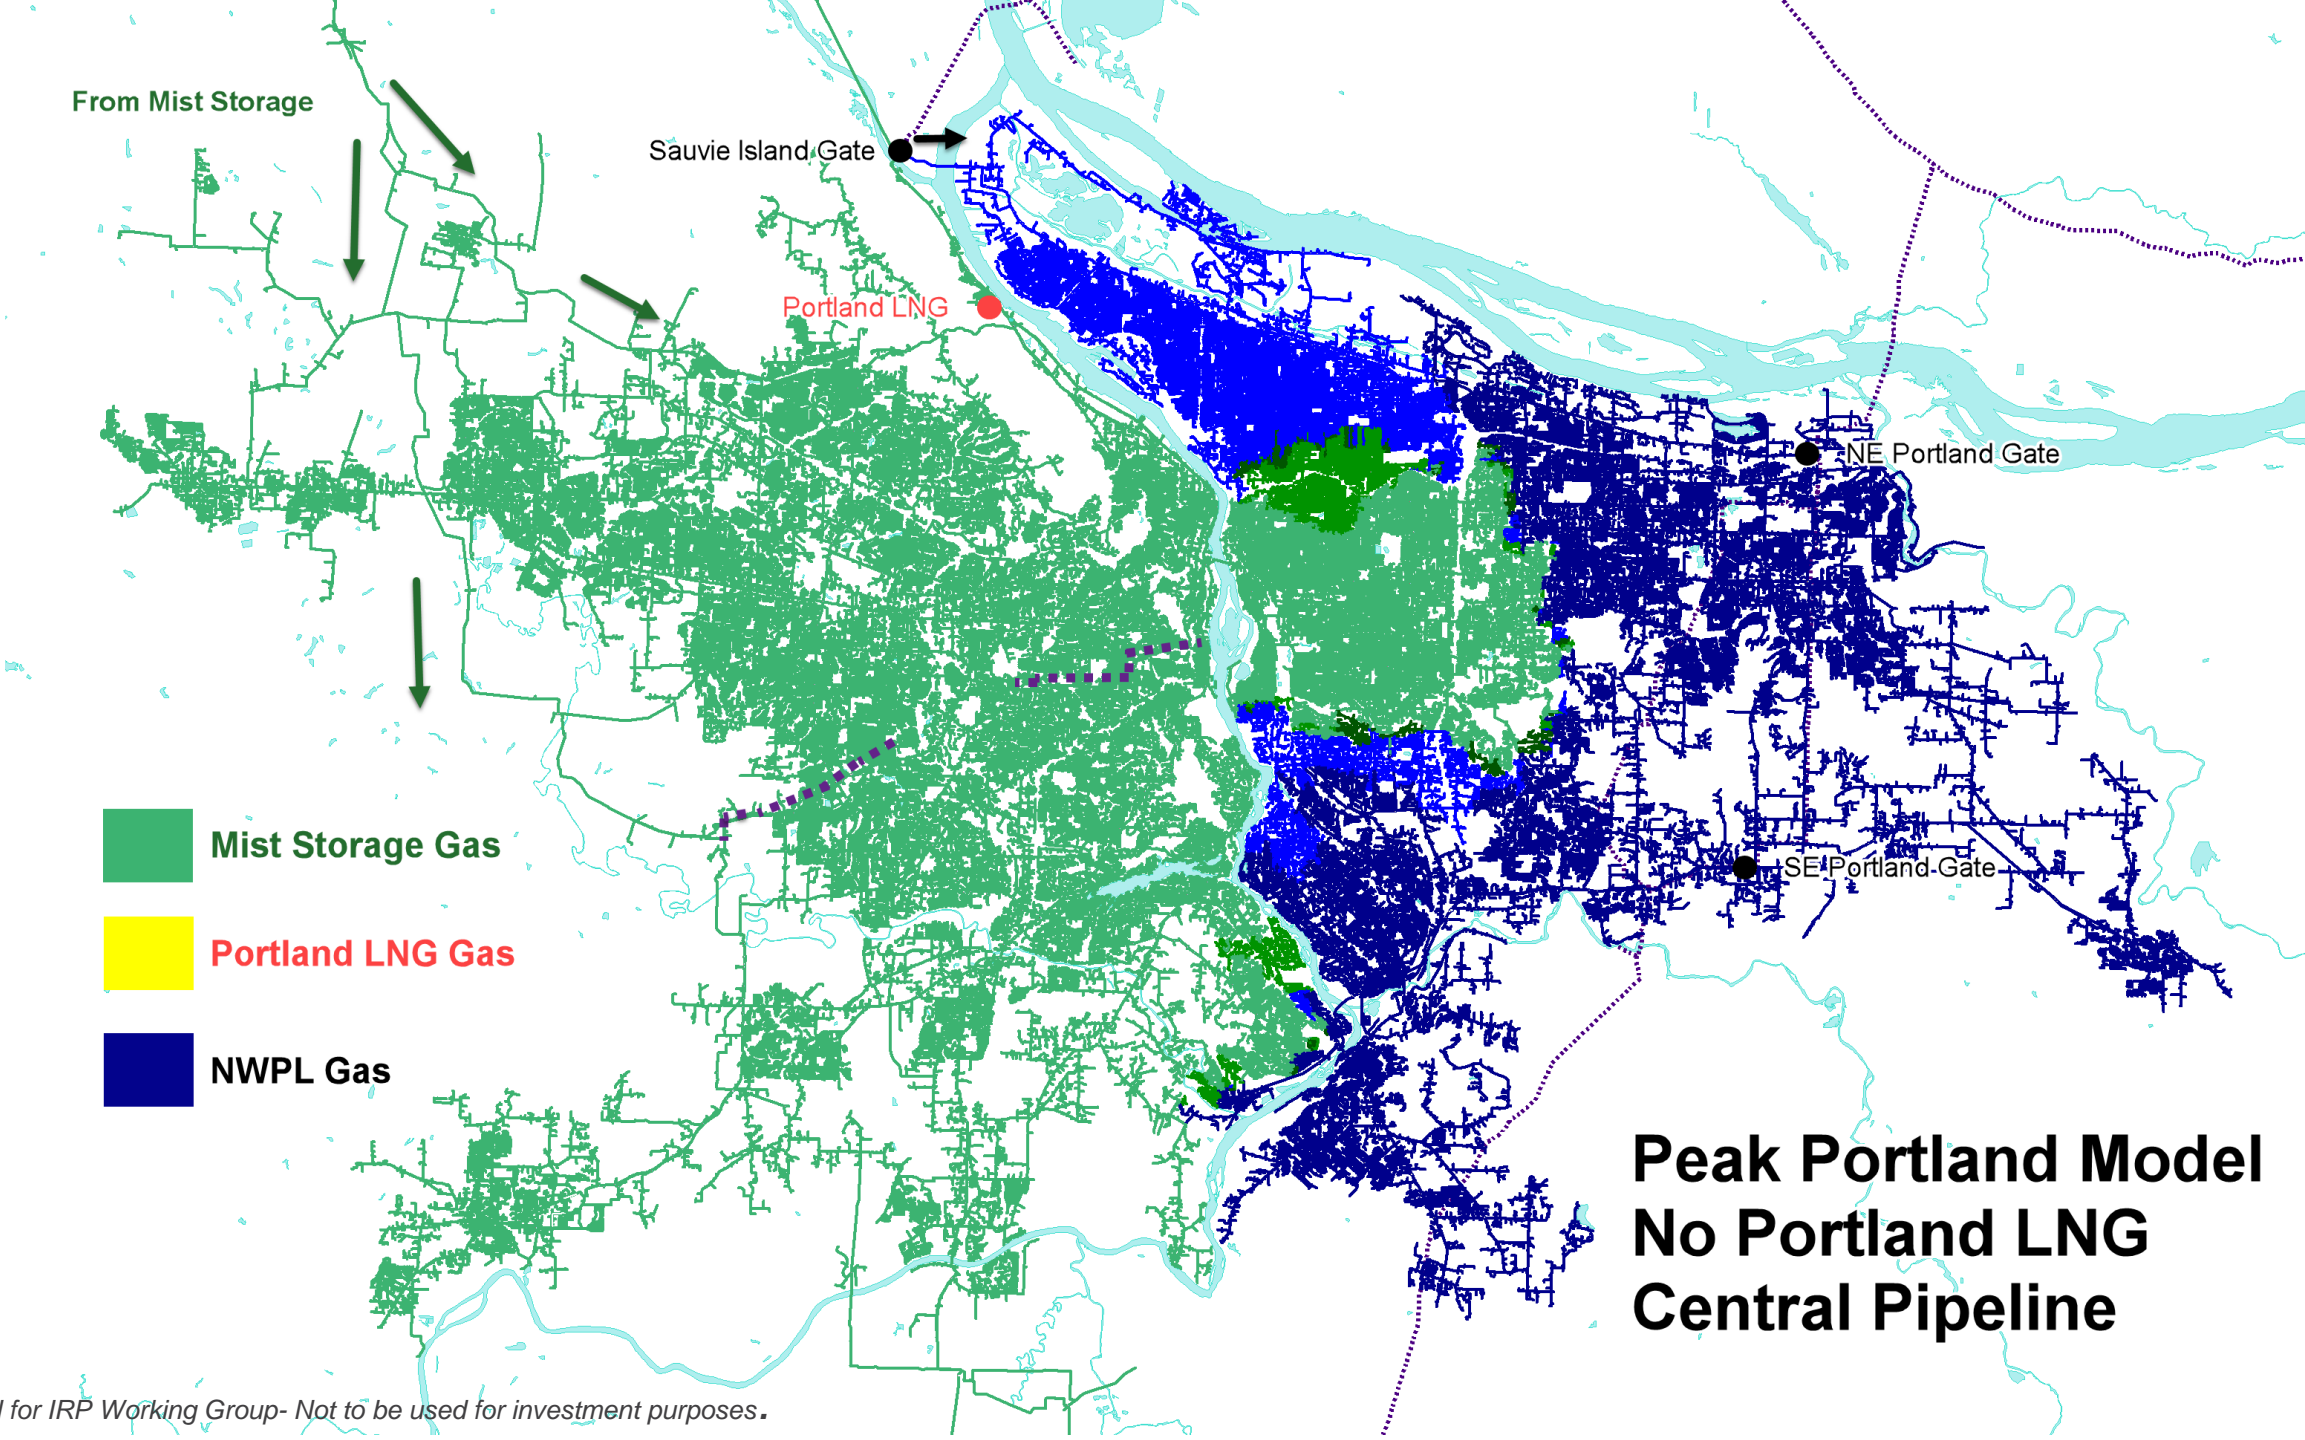 From Mist Storage
Sauvie Island Gate
Portland LNG
NE Portland Gate
Mist Storage Gas
SE Portland Gate
Portland LNG Gas
NWPL Gas
Peak Portland Model
No Portland LNG
Central Pipeline
for IRP Working Group- Not to be used for investment purposes.